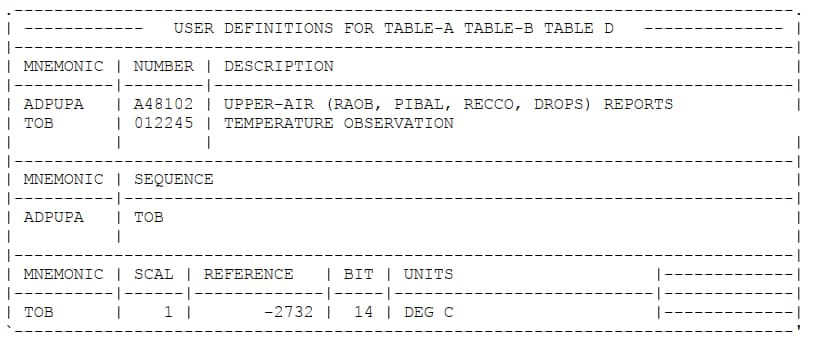 .------------------------------------------------------------------------------.
| ------------   USER DEFINITIONS FOR TABLE-A TABLE-B TABLE D   -------------- |
|------------------------------------------------------------------------------|
| MNEMONIC | NUMBER | DESCRIPTION                                              |
|----------|--------|----------------------------------------------------------|
| ADPUPA   | A48102 | UPPER-AIR (RAOB, PIBAL, RECCO, DROPS) REPORTS            |
| TOB      | 012245 | TEMPERATURE OBSERVATION
|          |        |                                                          |
|------------------------------------------------------------------------------|
| MNEMONIC | SEQUENCE                                                          |
|----------|-------------------------------------------------------------------|
| ADPUPA   | TOB                                                               |
|          |                                                                   |
|------------------------------------------------------------------------------|
| MNEMONIC | SCAL | REFERENCE   | BIT | UNITS                    |-------------|
|----------|------|-------------|-----|--------------------------|-------------|
| TOB      |    1 |       -2732 |  14 | DEG C                    |-------------|
`------------------------------------------------------------------------------'